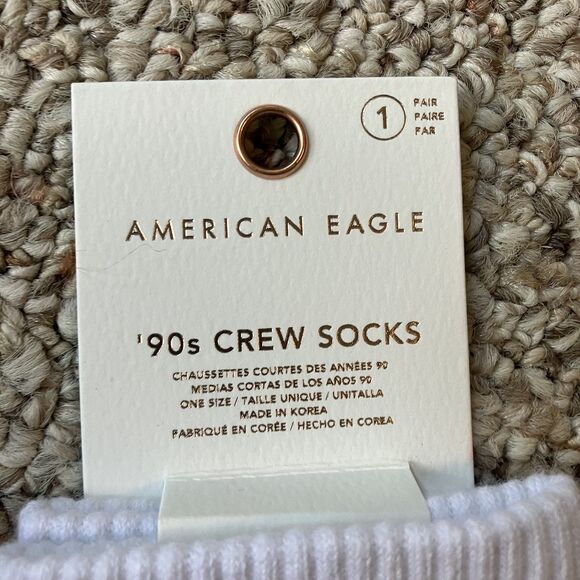 1
PAIR
PAIRE
PAR
AMERICAN EAGLE
'90s CREW SOCKS
CHAUSSETTES COURTES DES ANNÉES 90
MEDIAS CORTAS DE LOS AÑOS 90
ONE SIZE / TAILLE UNIQUE / UNITALLA
MADE IN KOREA
FABRIQUÉ EN CORÉE / HECHO EN COREA